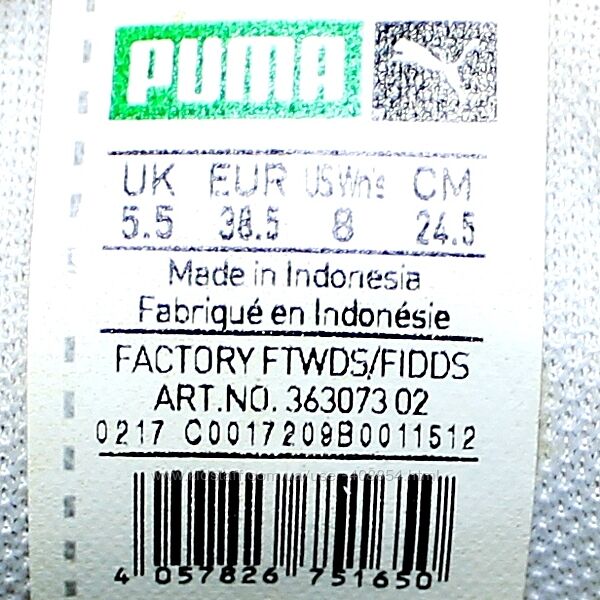 PUMA
UK EUR US Wn's CM
5.5 38.5 8 24.5
Made in Indonesia
Fabriqué en Indonésie
FACTORY FTWDS/FIDDS
ART.NO. 363073 02
0217 C0017209B0011512
4 057826 751650